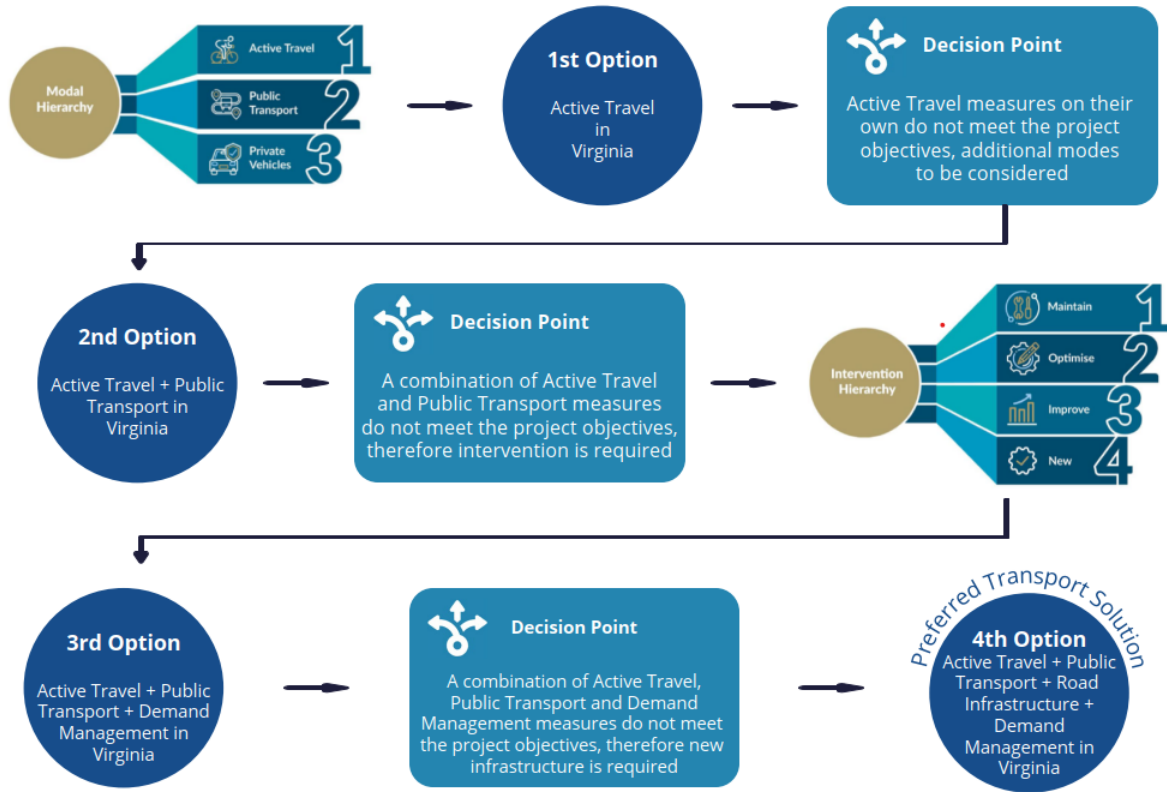 Modal
Hierarchy
Active Travel
1
Public
Transport
2
Private
Vehicles
3
1st Option
Active Travel
in
Virginia
Decision Point
Active Travel measures on their
own do not meet the project
objectives, additional modes
to be considered
2nd Option
Active Travel + Public
Transport in
Virginia
Decision Point
A combination of Active Travel
and Public Transport measures
do not meet the project objectives,
therefore intervention is required
Intervention
Hierarchy
Maintain
1
Optimise
2
Improve
3
New
4
3rd Option
Active Travel + Public
Transport + Demand
Management in
Virginia
Decision Point
A combination of Active Travel,
Public Transport and Demand
Management measures do not meet
the project objectives, therefore new
infrastructure is required
Preferred Transport Solution
4th Option
Active Travel + Public
Transport + Road
Infrastructure +
Demand
Management in
Virginia